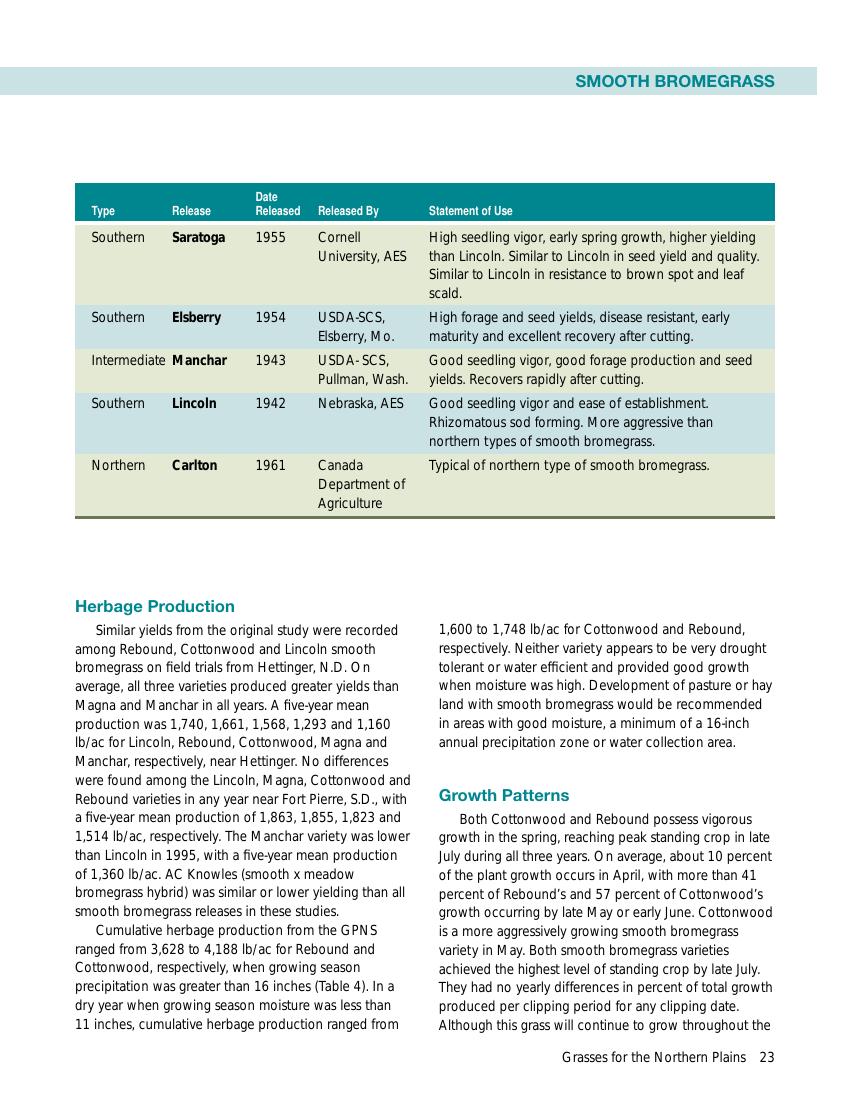 SMOOTH BROMEGRASS
Date
Type Release Released Released By Statement of Use
Southern Saratoga 1955 Cornell High seedling vigor, early spring growth, higher yielding
University, AES than Lincoln. Similar to Lincoln in seed yield and quality.
Similar to Lincoln in resistance to brown spot and leaf
scald.
Southern Elsberry 1954 USDA-SCS, High forage and seed yields, disease resistant, early
Elsberry, Mo. maturity and excellent recovery after cutting.
Intermediate Manchar 1943 USDA- SCS, Good seedling vigor, good forage production and seed
Pullman, Wash. yields. Recovers rapidly after cutting.
Southern Lincoln 1942 Nebraska, AES Good seedling vigor and ease of establishment.
Rhizomatous sod forming. More aggressive than
northern types of smooth bromegrass.
Northern Carlton 1961 Canada Typical of northern type of smooth bromegrass.
Department of
Agriculture
Herbage Production
Similar yields from the original study were recorded
among Rebound, Cottonwood and Lincoln smooth
bromegrass on field trials from Hettinger, N.D. On
average, all three varieties produced greater yields than
Magna and Manchar in all years. A five-year mean
production was 1,740, 1,661, 1,568, 1,293 and 1,160
lb/ac for Lincoln, Rebound, Cottonwood, Magna and
Manchar, respectively, near Hettinger. No differences
were found among the Lincoln, Magna, Cottonwood and
Rebound varieties in any year near Fort Pierre, S.D., with
a five-year mean production of 1,863, 1,855, 1,823 and
1,514 lb/ac, respectively. The Manchar variety was lower
than Lincoln in 1995, with a five-year mean production
of 1,360 lb/ac. AC Knowles (smooth x meadow
bromegrass hybrid) was similar or lower yielding than all
smooth bromegrass releases in these studies.
Cumulative herbage production from the GPNS
ranged from 3,628 to 4,188 lb/ac for Rebound and
Cottonwood, respectively, when growing season
precipitation was greater than 16 inches (Table 4). In a
dry year when growing season moisture was less than
11 inches, cumulative herbage production ranged from
1,600 to 1,748 lb/ac for Cottonwood and Rebound,
respectively. Neither variety appears to be very drought
tolerant or water efficient and provided good growth
when moisture was high. Development of pasture or hay
land with smooth bromegrass would be recommended
in areas with good moisture, a minimum of a 16-inch
annual precipitation zone or water collection area.
Growth Patterns
Both Cottonwood and Rebound possess vigorous
growth in the spring, reaching peak standing crop in late
July during all three years. On average, about 10 percent
of the plant growth occurs in April, with more than 41
percent of Rebound's and 57 percent of Cottonwood's
growth occurring by late May or early June. Cottonwood
is a more aggressively growing smooth bromegrass
variety in May. Both smooth bromegrass varieties
achieved the highest level of standing crop by late July.
They had no yearly differences in percent of total growth
produced per clipping period for any clipping date.
Although this grass will continue to grow throughout the
Grasses for the Northern Plains 23